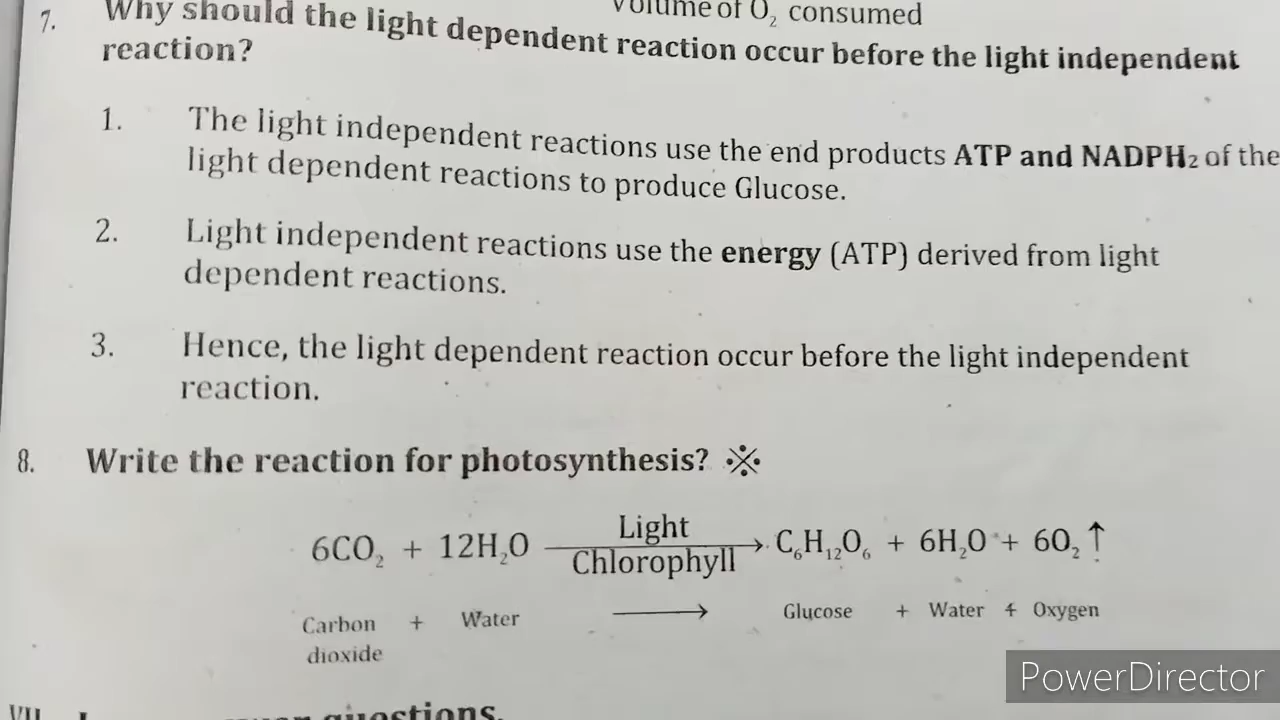 Volume of O₂ consumed
7. Why should the light dependent reaction occur before the light independent
reaction?
1. The light independent reactions use the end products ATP and NADPH₂ of the
light dependent reactions to produce Glucose.
2. Light independent reactions use the energy (ATP) derived from light
dependent reactions.
3. Hence, the light dependent reaction occur before the light independent
reaction.
8. Write the reaction for photosynthesis? ※
Light
6CO₂ + 12H₂O ⟶ C₆H₁₂O₆ + 6H₂O + 6O₂ ↑
Chlorophyll
Carbon + Water ⟶ Glucose + Water + Oxygen
dioxide
PowerDirector
VII. questions.